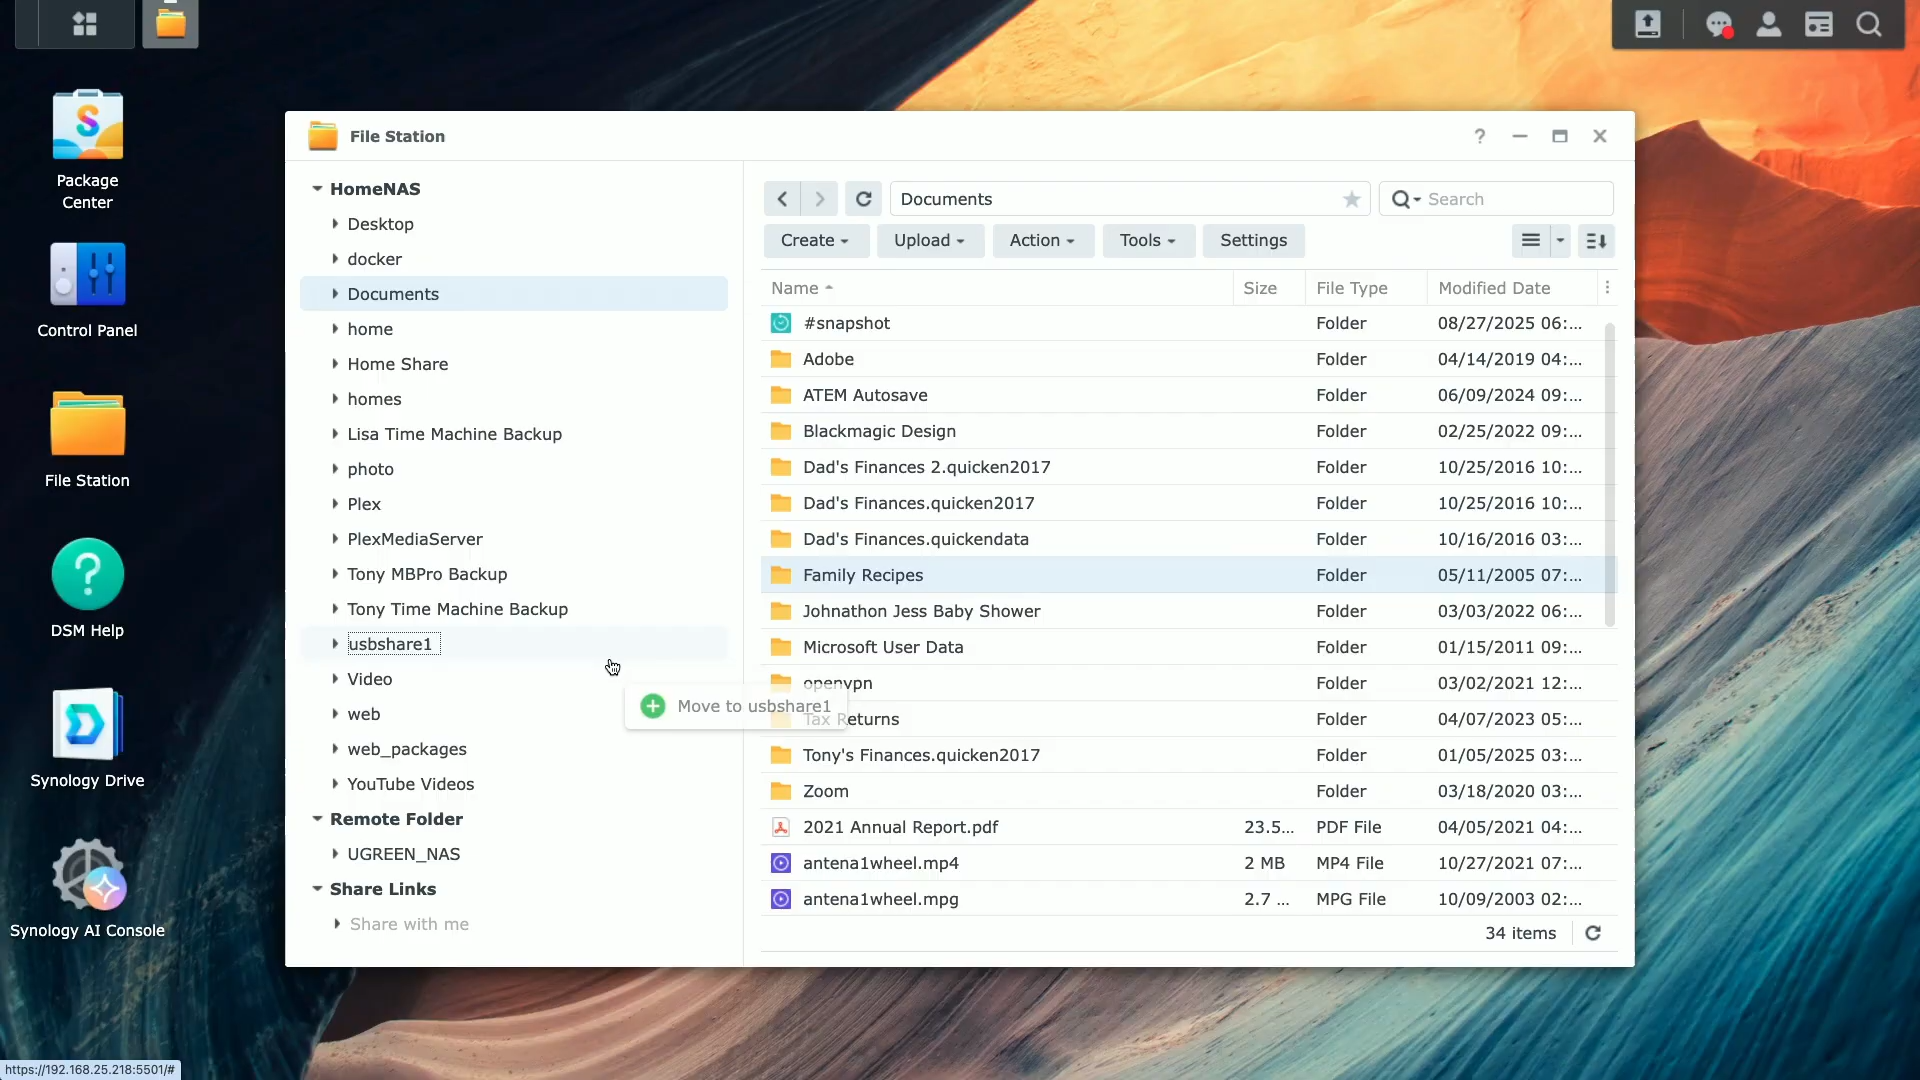 Package
Center
Control Panel
File Station
DSM Help
Synology Drive
Synology AI Console
File Station
HomeNAS
Desktop
docker
Documents
home
Home Share
homes
Lisa Time Machine Backup
photo
Plex
PlexMediaServer
Tony MBPro Backup
Tony Time Machine Backup
usbshare1
Video
web
web_packages
YouTube Videos
Remote Folder
UGREEN_NAS
Share Links
Share with me
Documents
Search
Create
Upload
Action
Tools
Settings
Name Size File Type Modified Date
#snapshot Folder 08/27/2025 06:...
Adobe Folder 04/14/2019 04:...
ATEM Autosave Folder 06/09/2024 09:...
Blackmagic Design Folder 02/25/2022 09:...
Dad's Finances 2.quicken2017 Folder 10/25/2016 10:...
Dad's Finances.quicken2017 Folder 10/25/2016 10:...
Dad's Finances.quickendata Folder 10/16/2016 03:...
Family Recipes Folder 05/11/2005 07:...
Johnathon Jess Baby Shower Folder 03/03/2022 06:...
Microsoft User Data Folder 01/15/2011 09:...
openvpn Folder 03/02/2021 12:...
Move to usbshare1
Tax Returns Folder 04/07/2023 05:...
Tony's Finances.quicken2017 Folder 01/05/2025 03:...
Zoom Folder 03/18/2020 03:...
2021 Annual Report.pdf 23.5... PDF File 04/05/2021 04:...
antena1wheel.mp4 2 MB MP4 File 10/27/2021 07:...
antena1wheel.mpg 2.7 ... MPG File 10/09/2003 02:...
34 items
https://192.168.25.218:5501/#